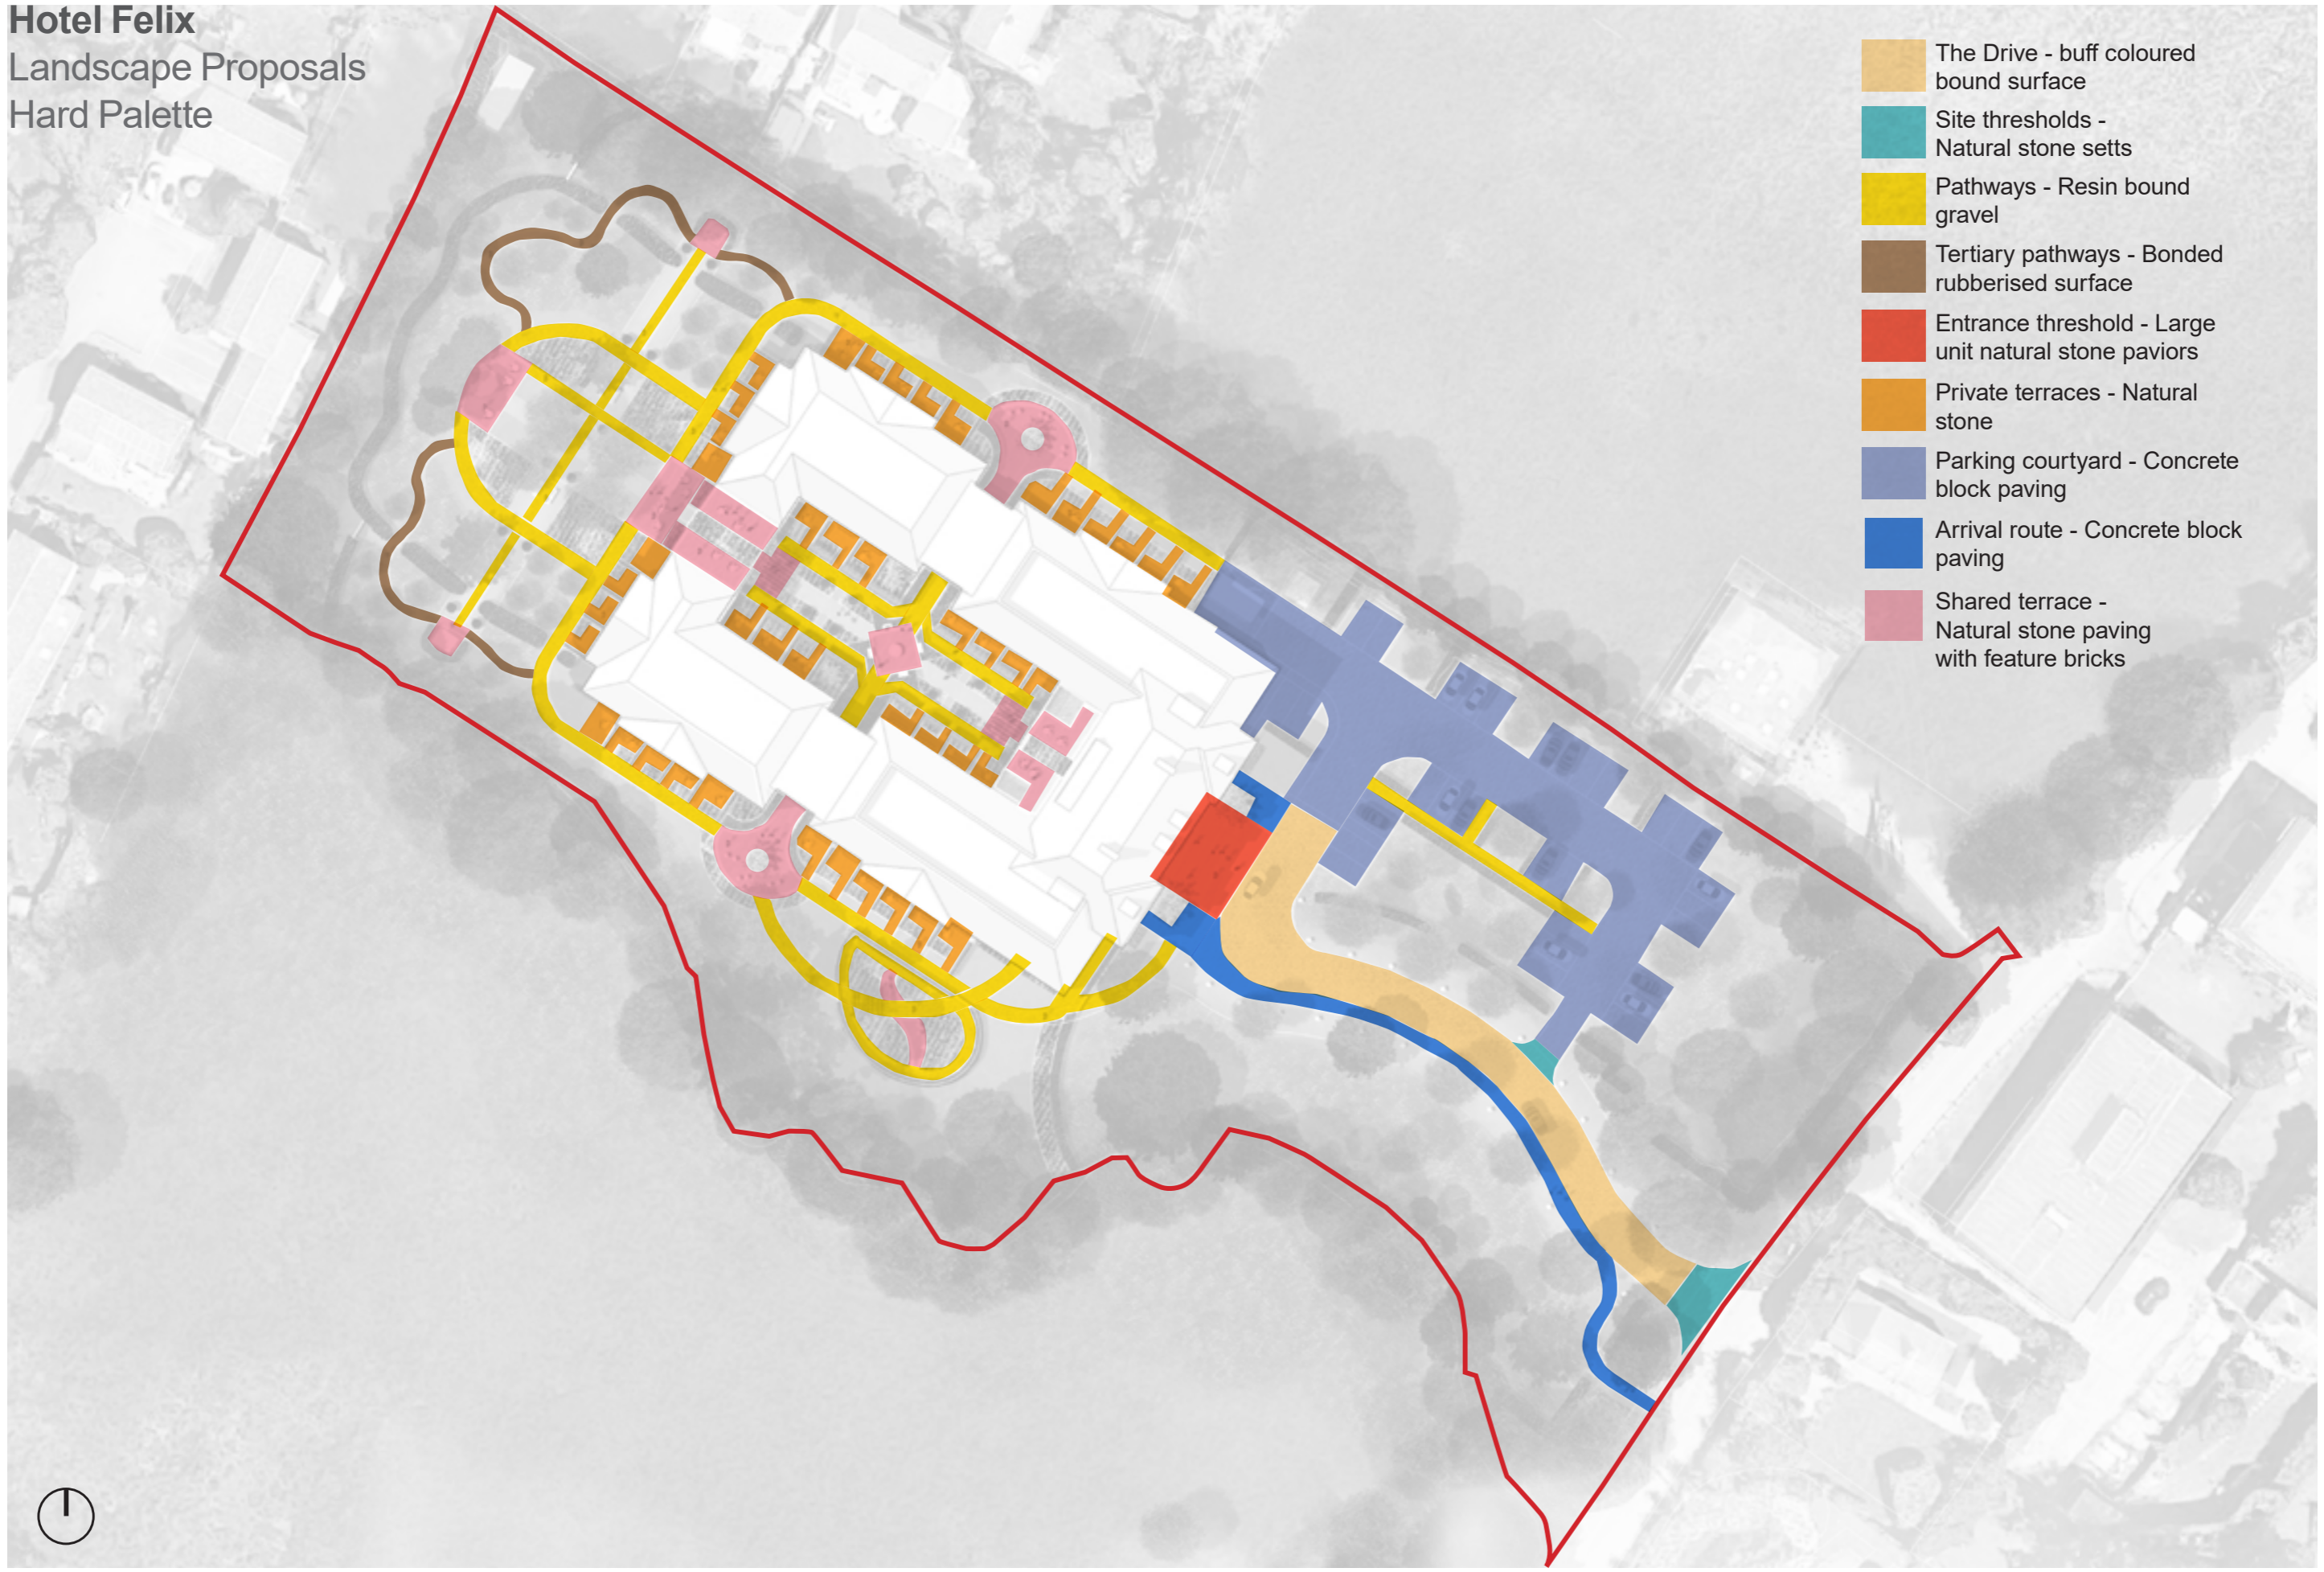 Hotel Felix
Landscape Proposals
Hard Palette
The Drive - buff coloured
bound surface
Site thresholds -
Natural stone setts
Pathways - Resin bound
gravel
Tertiary pathways - Bonded
rubberised surface
Entrance threshold - Large
unit natural stone paviors
Private terraces - Natural
stone
Parking courtyard - Concrete
block paving
Arrival route - Concrete block
paving
Shared terrace -
Natural stone paving
with feature bricks